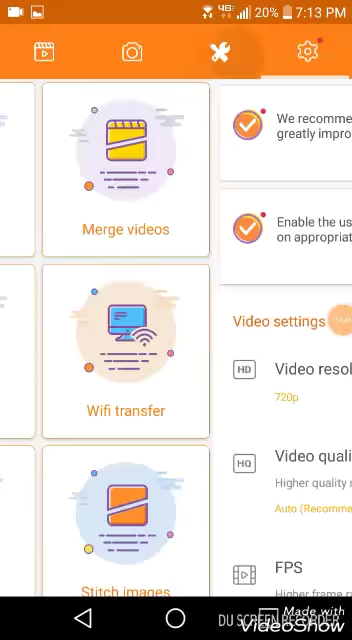 4G
20%
7:13 PM
Merge videos
Wifi transfer
Stitch images
We recomme
greatly impro
Enable the us
on appropriat
Video settings
HD
Video resol
720p
HQ
Video quali
Higher quality r
Auto (Recomme
FPS
Higher frame ra
DU SCREEN RECORDER
Made with
VideoShow